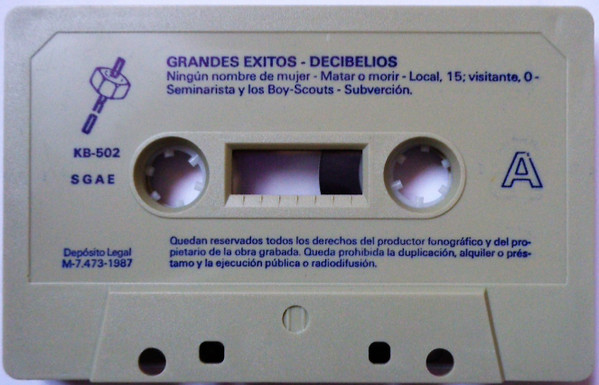 GRANDES EXITOS - DECIBELIOS
Ningún nombre de mujer - Matar o morir - Local, 15; visitante, 0 -
Seminarista y los Boy-Scouts - Subverción.
KB-502
SGAE
A
Depósito Legal
M-7.473-1987
Quedan reservados todos los derechos del productor fonográfico y del pro-
pietario de la obra grabada. Queda prohibida la duplicación, alquiler o prés-
tamo y la ejecución pública o radiodifusión.